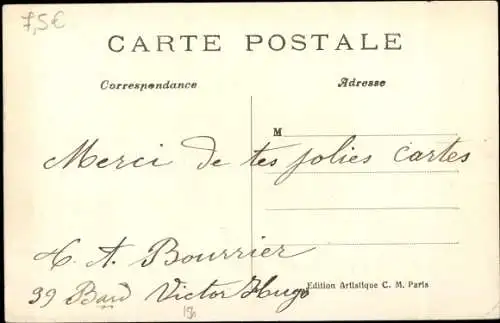 7,5€
CARTE POSTALE
Correspondance Adresse
M
Merci de tes jolies cartes
A. Bourrier
39 Bard Victor Hugo
Edition Artistique C. M. Paris